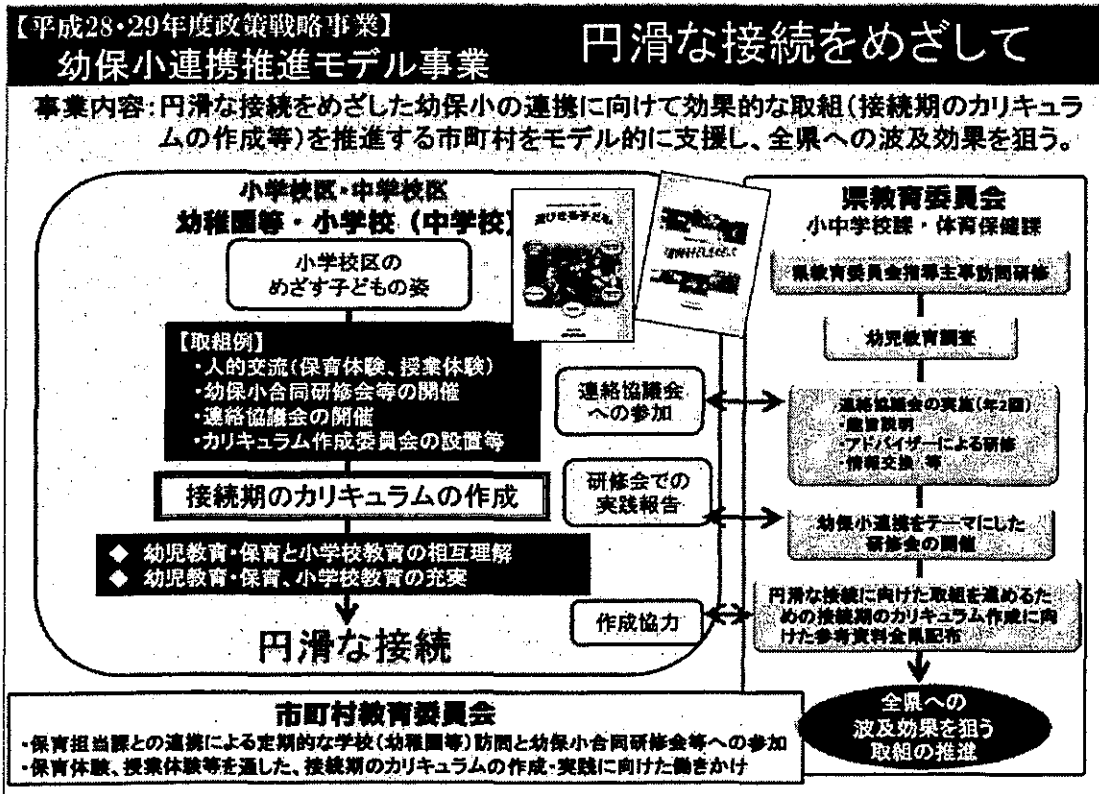 【平成28・29年度政策戦略事業】
幼保小連携推進モデル事業
円滑な接続をめざして
事業内容:円滑な接続をめざした幼保小の連携に向けて効果的な取組(接続期のカリキュラ
ムの作成等)を推進する市町村をモデル的に支援し、全県への波及効果を狙う。
小学校区・中学校区
幼稚園等・小学校(中学校)
小学校区の
めざす子どもの姿
【取組例】
・人的交流(保育体験、授業体験)
・幼保小合同研修会等の開催
・連絡協議会の開催
・カリキュラム作成委員会の設置等
接続期のカリキュラムの作成
◆ 幼児教育・保育と小学校教育の相互理解
◆ 幼児教育・保育、小学校教育の充実
円滑な接続
遊びきる子ども
連絡協議会
への参加
研修会での
実践報告
作成協力
県教育委員会
小中学校課・体育保健課
県教育委員会指導主事訪問研修
幼児教育調査
連絡協議会の実施(年2回)
・趣旨説明
・アドバイザーによる研修
・情報交換 等
幼保小連携をテーマにした
研修会の開催
円滑な接続に向けた取組を進めるた
めの接続期のカリキュラム作成に向
けた参考資料全県配布
全県への
波及効果を狙う
取組の推進
市町村教育委員会
・保育担当課との連携による定期的な学校(幼稚園等)訪問と幼保小合同研修会等への参加
・保育体験、授業体験等を通した、接続期のカリキュラムの作成・実践に向けた働きかけ